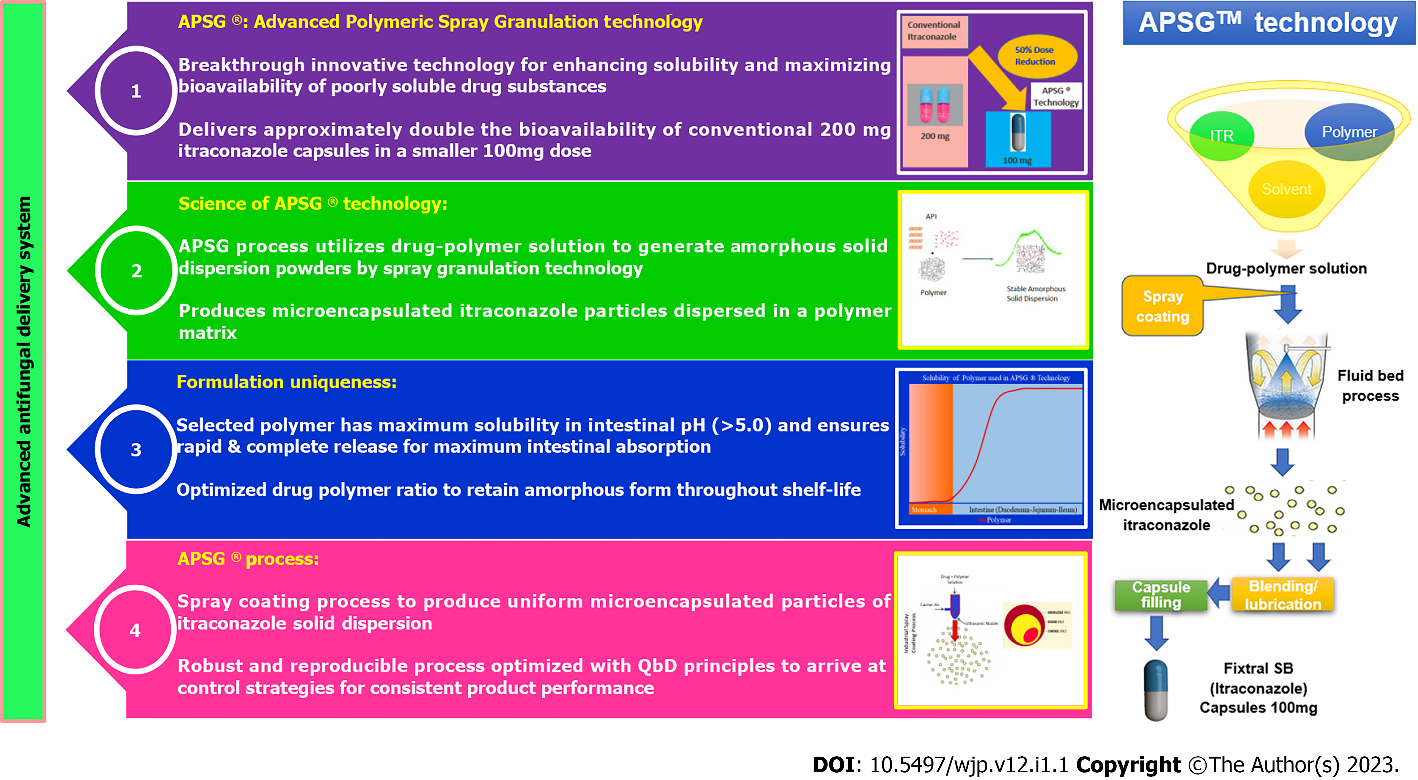 Advanced antifungal delivery system
APSG ®: Advanced Polymeric Spray Granulation technology
1
Breakthrough innovative technology for enhancing solubility and maximizing
bioavailability of poorly soluble drug substances
Delivers approximately double the bioavailability of conventional 200 mg
itraconazole capsules in a smaller 100mg dose
Conventional
Itraconazole
50% Dose
Reduction
APSG ®
Technology
200 mg
100 mg
Science of APSG ® technology:
2
APSG process utilizes drug-polymer solution to generate amorphous solid
dispersion powders by spray granulation technology
Produces microencapsulated itraconazole particles dispersed in a polymer
matrix
API
Polymer
Stable Amorphous
Solid Dispersion
Formulation uniqueness:
3
Selected polymer has maximum solubility in intestinal pH (>5.0) and ensures
rapid & complete release for maximum intestinal absorption
Optimized drug polymer ratio to retain amorphous form throughout shelf-life
Solubility of Polymer used in APSG ® Technology
Solubility
Stomach
Intestine (Duodenum-Jejunum-Ileum)
Polymer
APSG ® process:
4
Spray coating process to produce uniform microencapsulated particles of
itraconazole solid dispersion
Robust and reproducible process optimized with QbD principles to arrive at
control strategies for consistent product performance
Drug + Polymer
Solution
Carrier Air
Ultrasonic Nozzle
Industrial Spray
Coating Process
APSG™ technology
ITR
Polymer
Solvent
Drug-polymer solution
Spray
coating
Fluid bed
process
Microencapsulated
itraconazole
Capsule
filling
Blending/
lubrication
Fixtral SB
(Itraconazole)
Capsules 100mg
DOI: 10.5497/wjp.v12.i1.1 Copyright ©The Author(s) 2023.